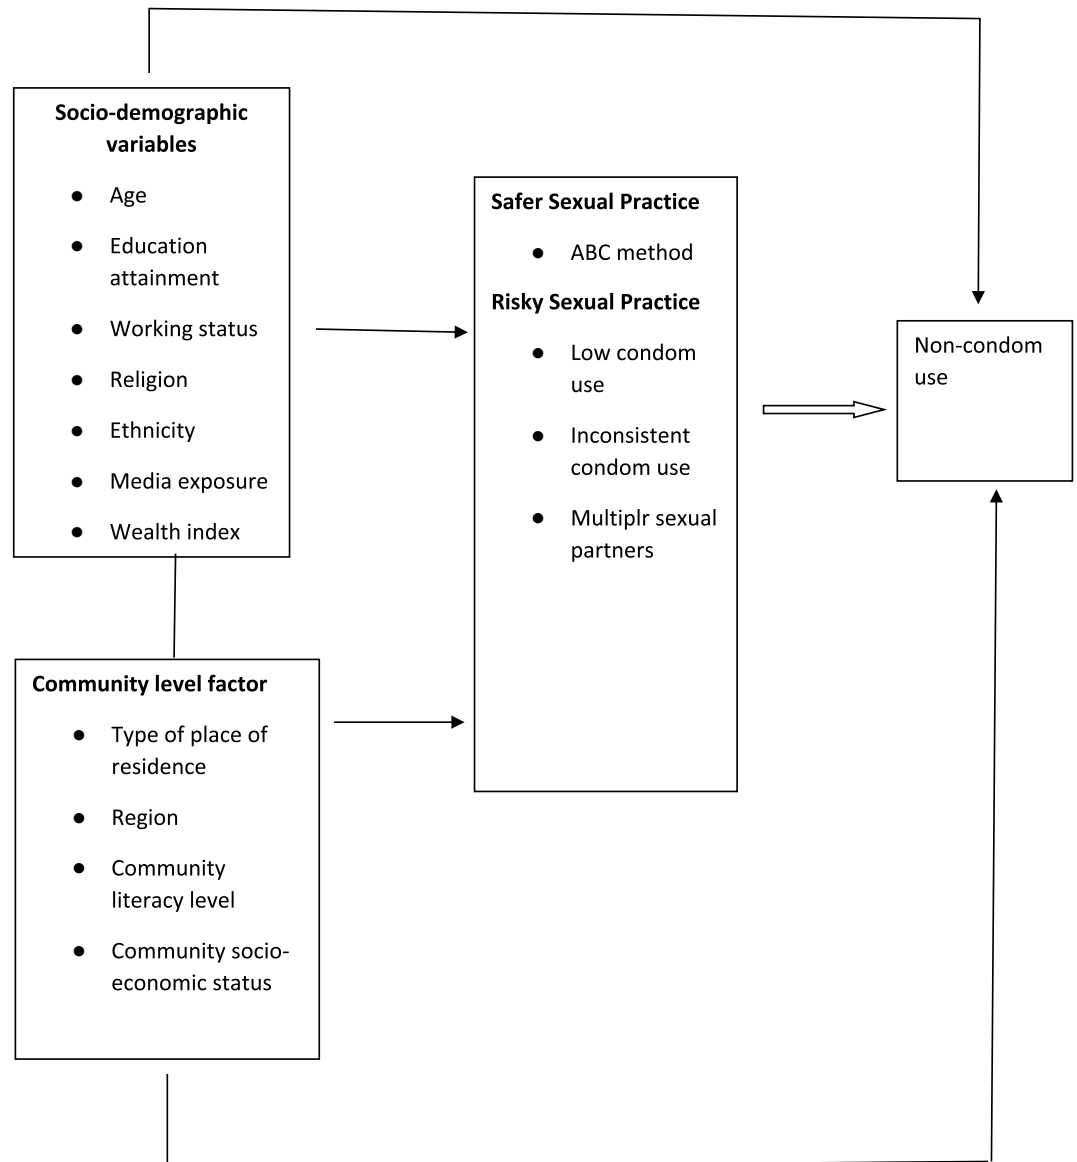 Socio-demographic
variables
● Age
● Education
attainment
● Working status
● Religion
● Ethnicity
● Media exposure
● Wealth index
Community level factor
● Type of place of
residence
● Region
● Community
literacy level
● Community socio-
economic status
Safer Sexual Practice
● ABC method
Risky Sexual Practice
● Low condom
use
● Inconsistent
condom use
● Multiplr sexual
partners
Non-condom
use